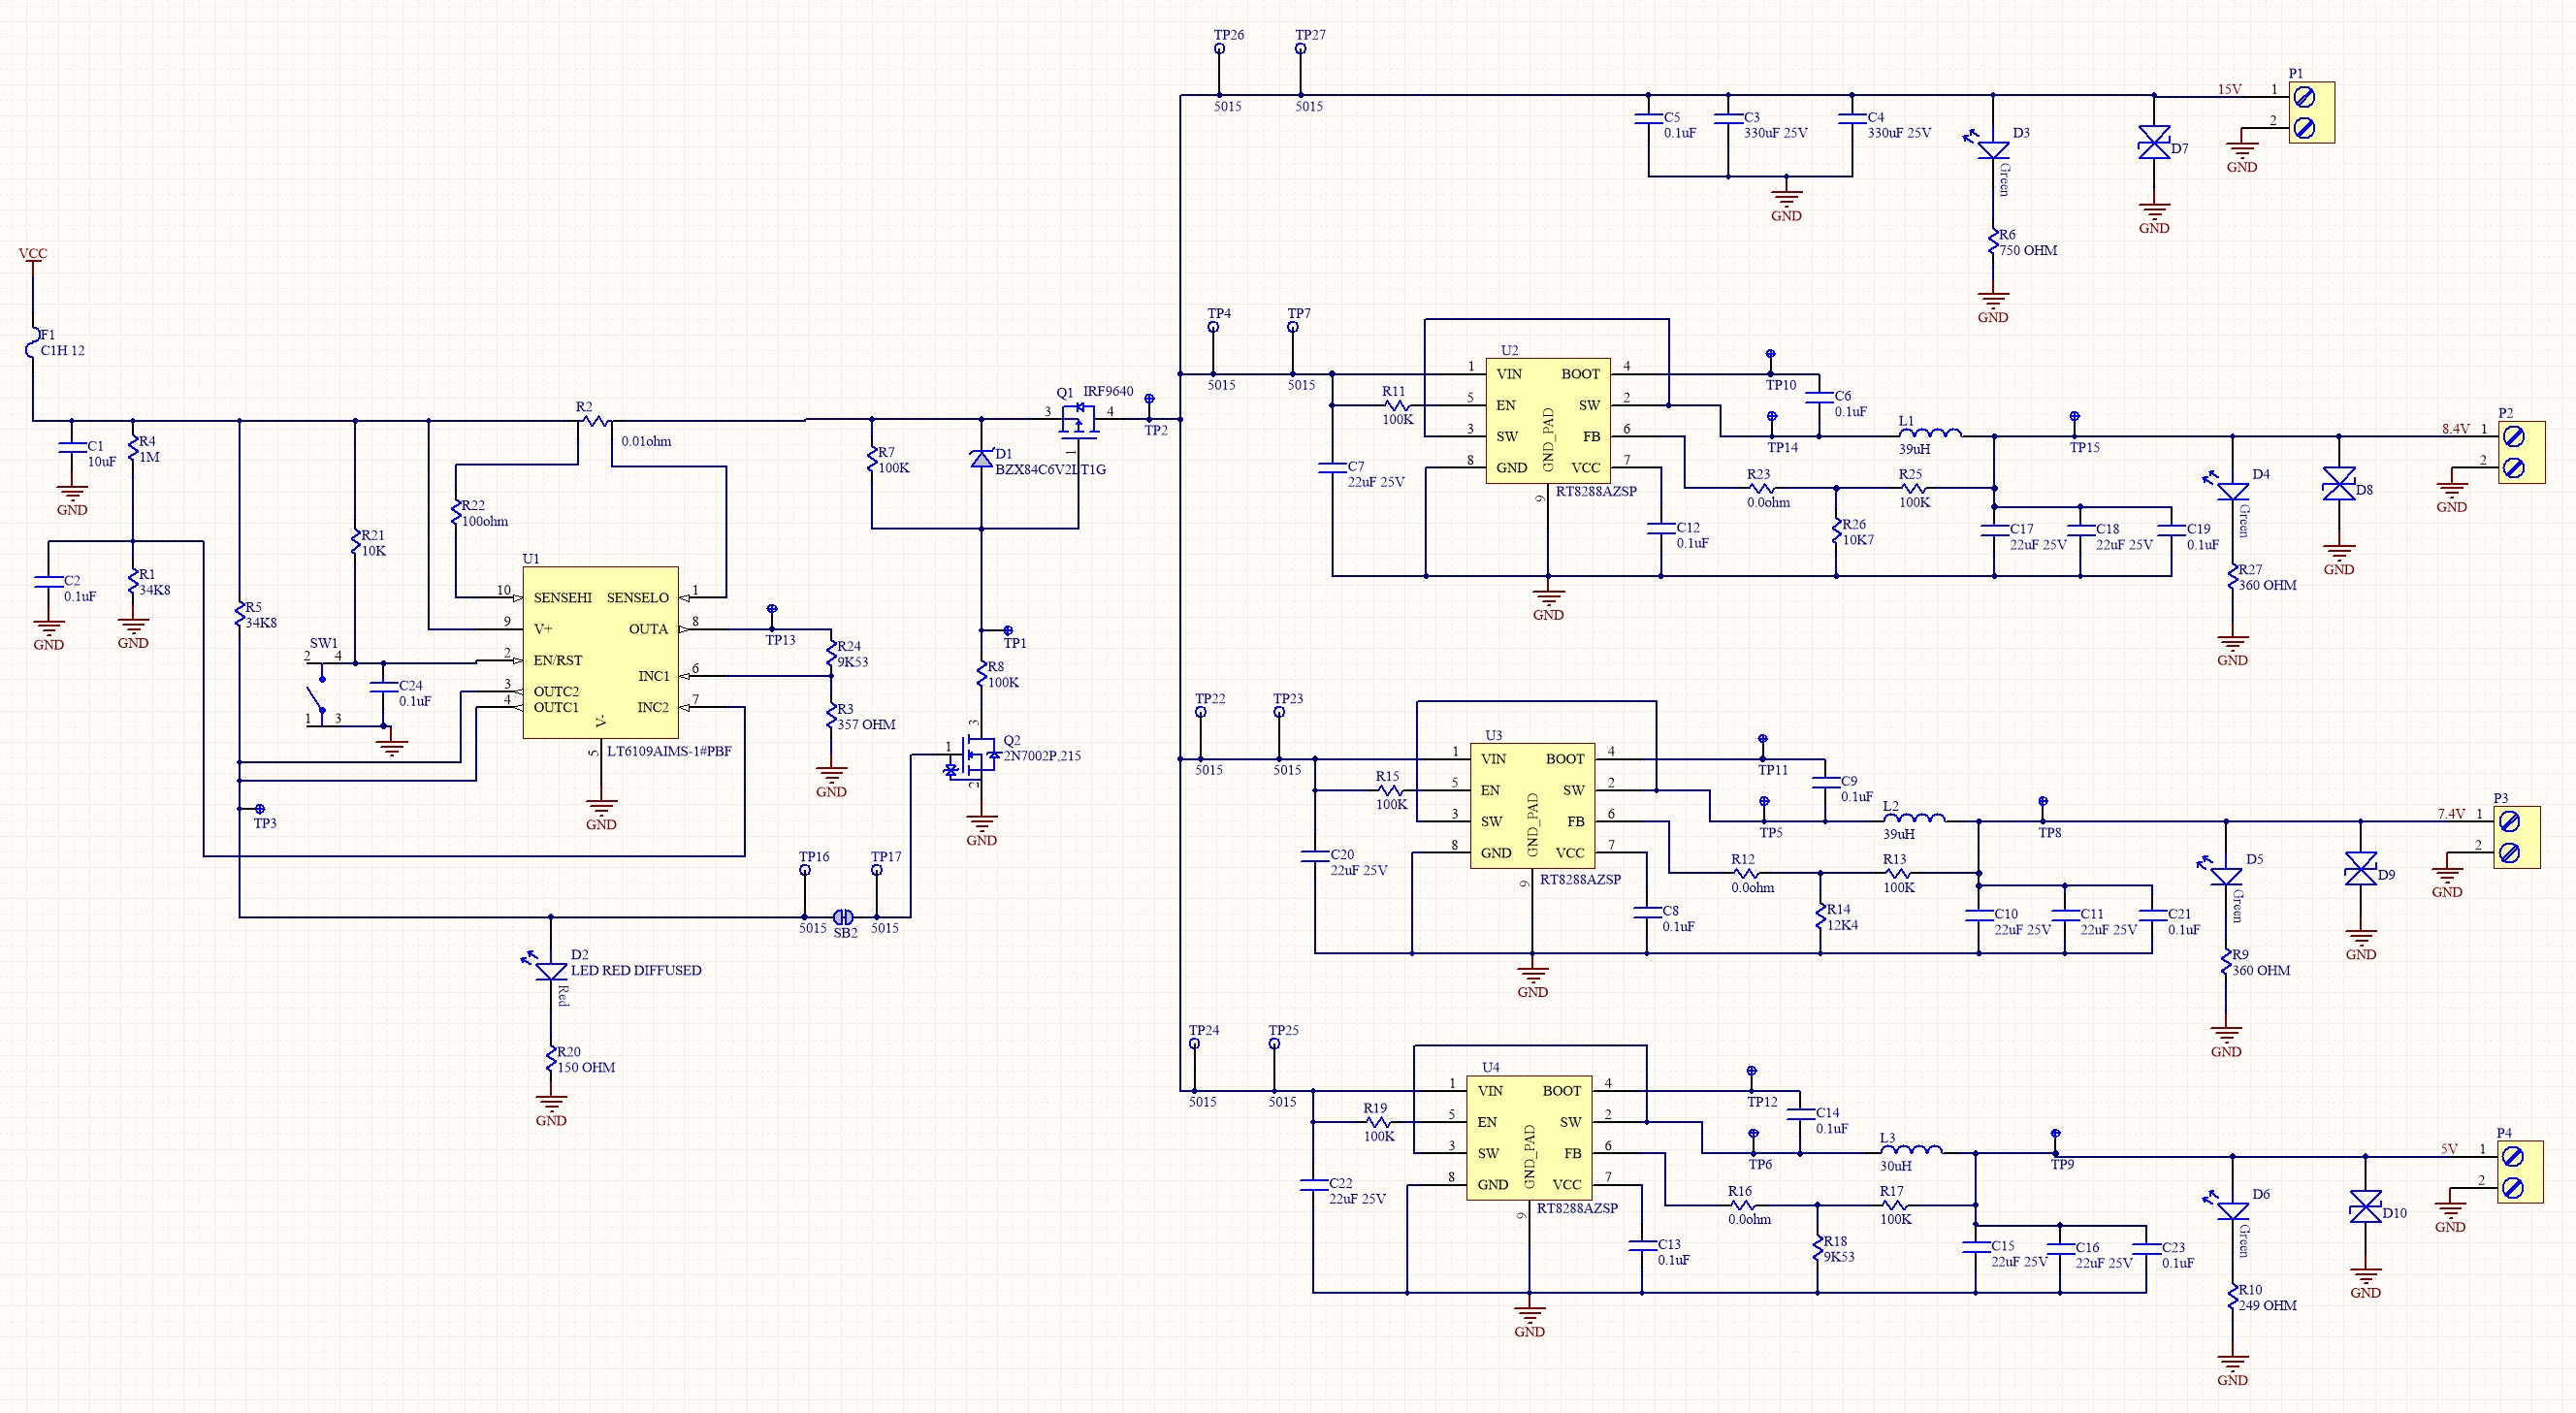 VCC
F1
C1H 12
C1
10uF
GND
R4
1M
C2
0.1uF
GND
R1
34K8
GND
R5
34K8
TP3
SW1
2
4
1
3
R21
10K
C24
0.1uF
R2
0.01ohm
R22
100ohm
U1
10
SENSEHI
SENSELO
1
9
V+
OUTA
8
2
EN/RST
INC1
6
3
OUTC2
4
OUTC1
INC2
7
V-
5
LT6109AIMS-1#PBF
GND
TP13
R24
9K53
R3
357 OHM
GND
D2
LED RED DIFFUSED
Red
R20
150 OHM
GND
TP16
5015
SB2
TP17
5015
R7
100K
D1
BZX84C6V2LT1G
Q1
IRF9640
3
4
1
TP2
TP1
R8
100K
3
1
2
Q2
2N7002P,215
GND
TP26
5015
TP27
5015
C5
0.1uF
C3
330uF 25V
C4
330uF 25V
GND
D3
Green
R6
750 OHM
GND
D7
GND
15V
P1
1
2
GND
TP4
5015
TP7
5015
C7
22uF 25V
R11
100K
U2
1
VIN
BOOT
4
5
EN
SW
2
3
SW
FB
6
8
GND
VCC
7
GND_PAD
9
RT8288AZSP
GND
C12
0.1uF
TP10
C6
0.1uF
TP14
L1
39uH
TP15
R23
0.0ohm
R25
100K
R26
10K7
C17
22uF 25V
C18
22uF 25V
C19
0.1uF
D4
Green
R27
360 OHM
GND
D8
GND
8.4V
P2
1
2
GND
TP22
5015
TP23
5015
C20
22uF 25V
R15
100K
U3
1
VIN
BOOT
4
5
EN
SW
2
3
SW
FB
6
8
GND
VCC
7
GND_PAD
9
RT8288AZSP
GND
C8
0.1uF
TP11
C9
0.1uF
TP5
L2
39uH
TP8
R12
0.0ohm
R13
100K
R14
12K4
C10
22uF 25V
C11
22uF 25V
C21
0.1uF
D5
Green
R9
360 OHM
GND
D9
GND
7.4V
P3
1
2
GND
TP24
5015
TP25
5015
C22
22uF 25V
R19
100K
U4
1
VIN
BOOT
4
5
EN
SW
2
3
SW
FB
6
8
GND
VCC
7
GND_PAD
9
RT8288AZSP
GND
C13
0.1uF
TP12
C14
0.1uF
TP6
L3
30uH
TP9
R16
0.0ohm
R17
100K
R18
9K53
C15
22uF 25V
C16
22uF 25V
C23
0.1uF
D6
Green
R10
249 OHM
GND
D10
GND
5V
P4
1
2
GND